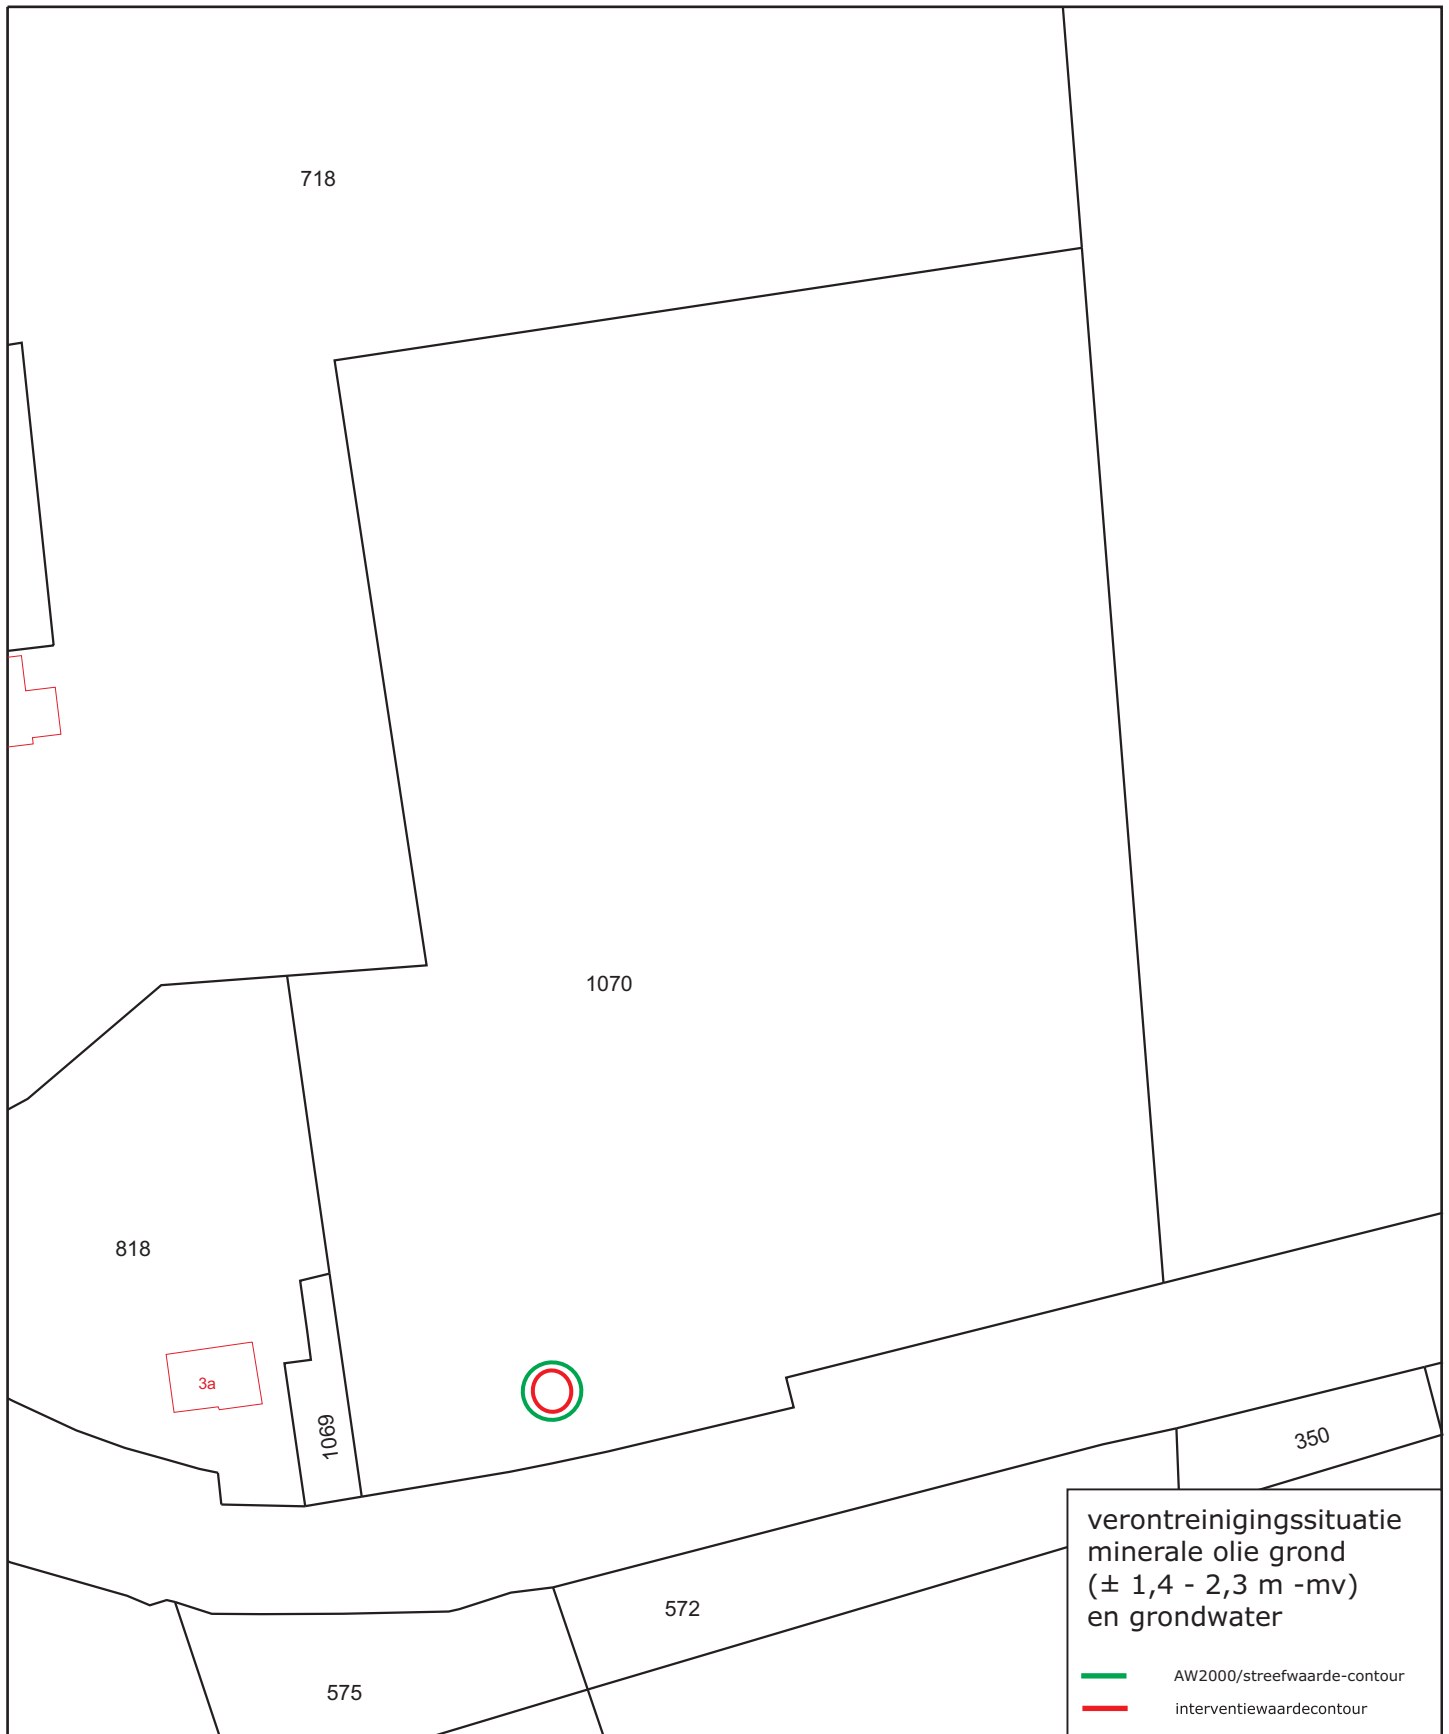 718
1070
818
3a
1069
350
verontreinigingssituatie
minerale olie grond
(± 1,4 - 2,3 m -mv)
en grondwater
572
AW2000/streefwaarde-contour
575
interventiewaardecontour